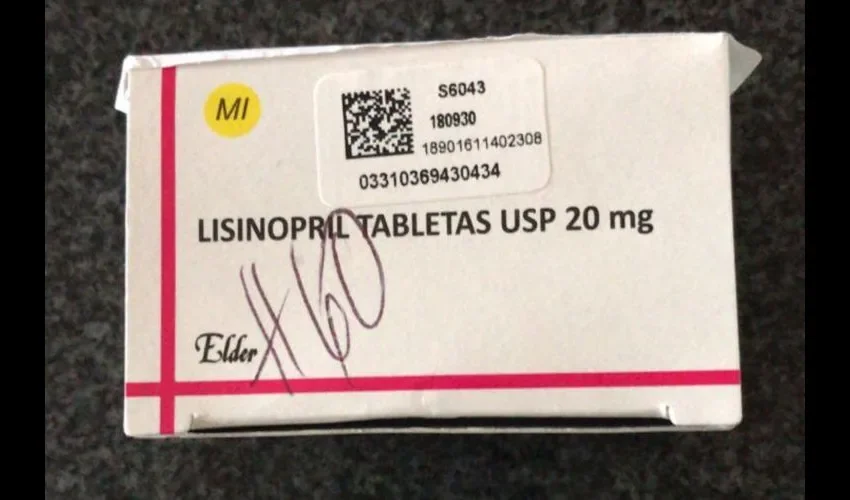 MI
S6043
180930
18901611402308
03310369430434
LISINOPRIL TABLETAS USP 20 mg
#60
Elder